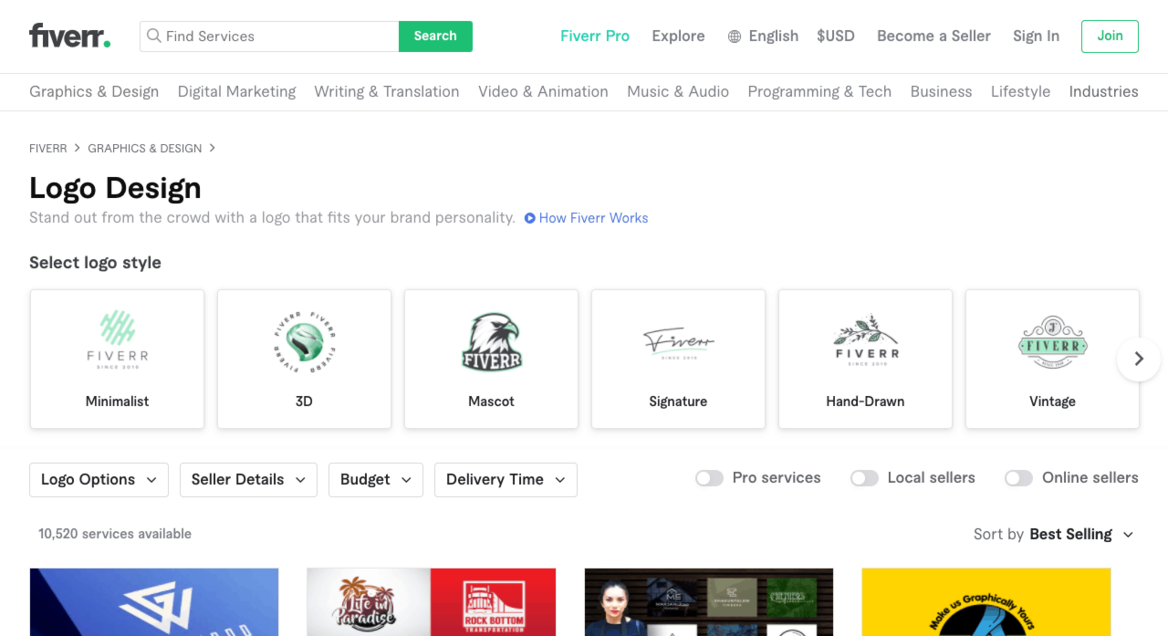 fiverr.
Find Services
Search
Fiverr Pro
Explore
English
$USD
Become a Seller
Sign In
Join
Graphics & Design
Digital Marketing
Writing & Translation
Video & Animation
Music & Audio
Programming & Tech
Business
Lifestyle
Industries
FIVERR > GRAPHICS & DESIGN >
Logo Design
Stand out from the crowd with a logo that fits your brand personality. How Fiverr Works
Select logo style
FIVERR
SINCE 2016
FIVERR FIVERR FIVERR FIVERR
FIVERR
Fiverr
SINCE 2016
FIVERR
SINCE 2016
J
FIVERR
Minimalist
3D
Mascot
Signature
Hand-Drawn
Vintage
Logo Options
Seller Details
Budget
Delivery Time
Pro services
Local sellers
Online sellers
10,520 services available
Sort by Best Selling
Life in
Paradise
ROCK BOTTOM
TRANSPORTATION
Make us Graphically Yours